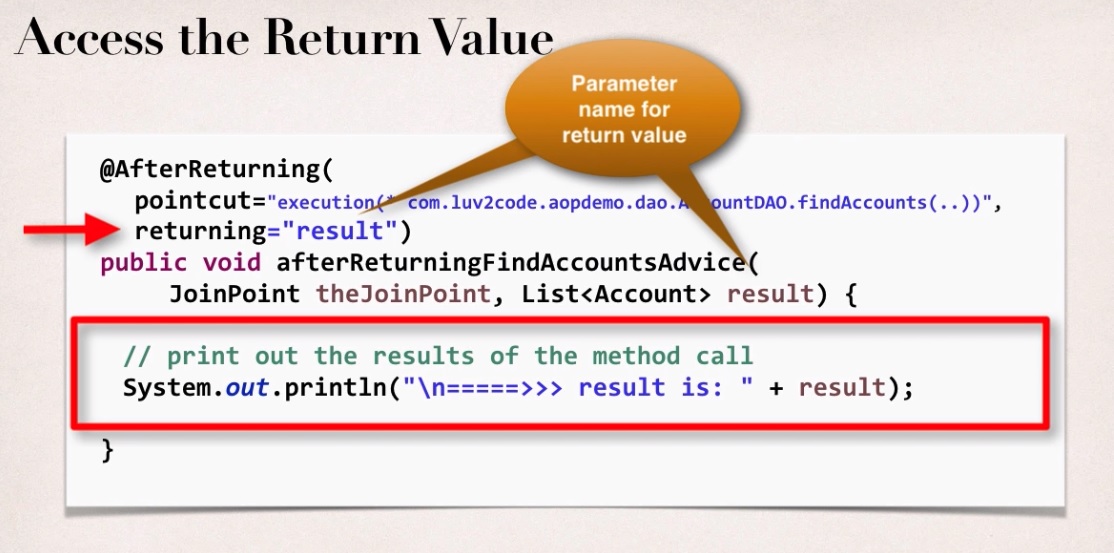 Access the Return Value
Parameter
name for
return value
@AfterReturning(
pointcut="execution(* com.luv2code.aopdemo.dao.AccountDAO.findAccounts(..))",
returning="result")
public void afterReturningFindAccountsAdvice(
JoinPoint theJoinPoint, List<Account> result) {
// print out the results of the method call
System.out.println("\n=====>>> result is: " + result);
}